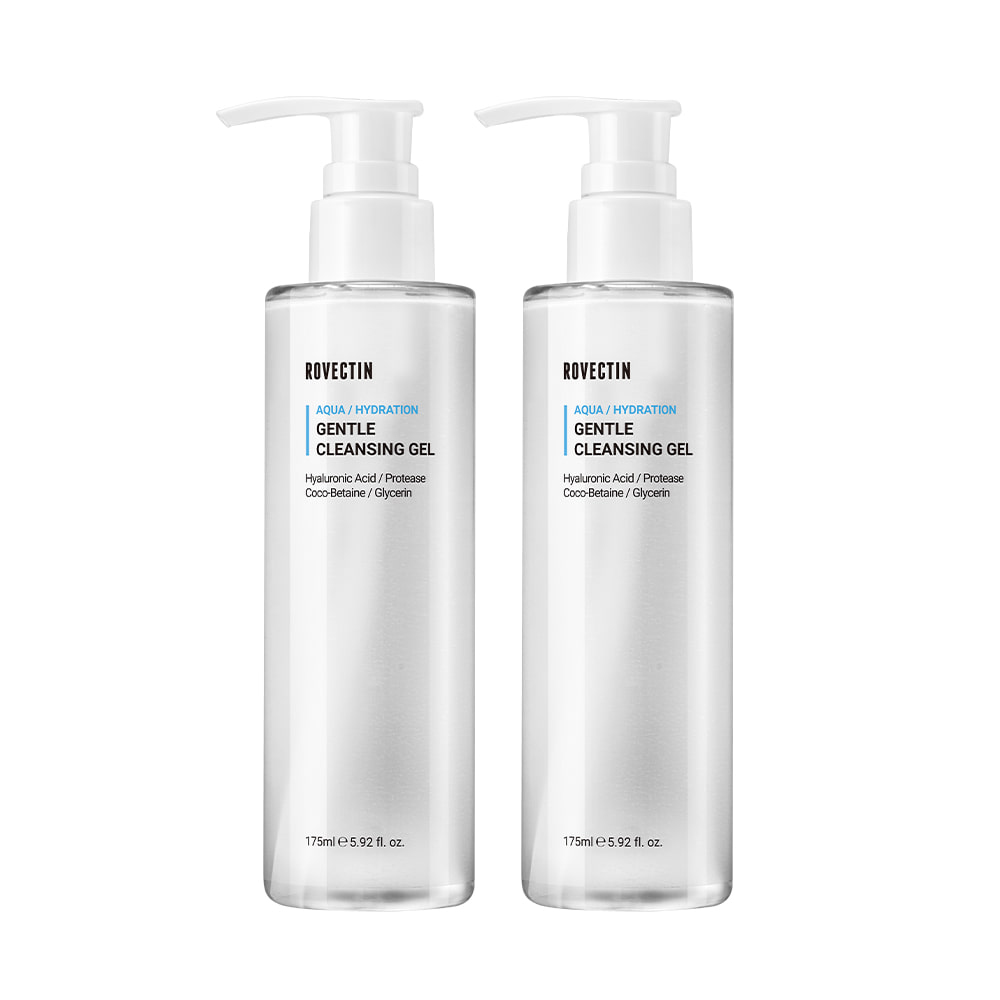 ROVECTIN
AQUA / HYDRATION
GENTLE
CLEANSING GEL
Hyaluronic Acid / Protease
Coco-Betaine / Glycerin
175ml ℮ 5.92 fl. oz.
ROVECTIN
AQUA / HYDRATION
GENTLE
CLEANSING GEL
Hyaluronic Acid / Protease
Coco-Betaine / Glycerin
175ml ℮ 5.92 fl. oz.